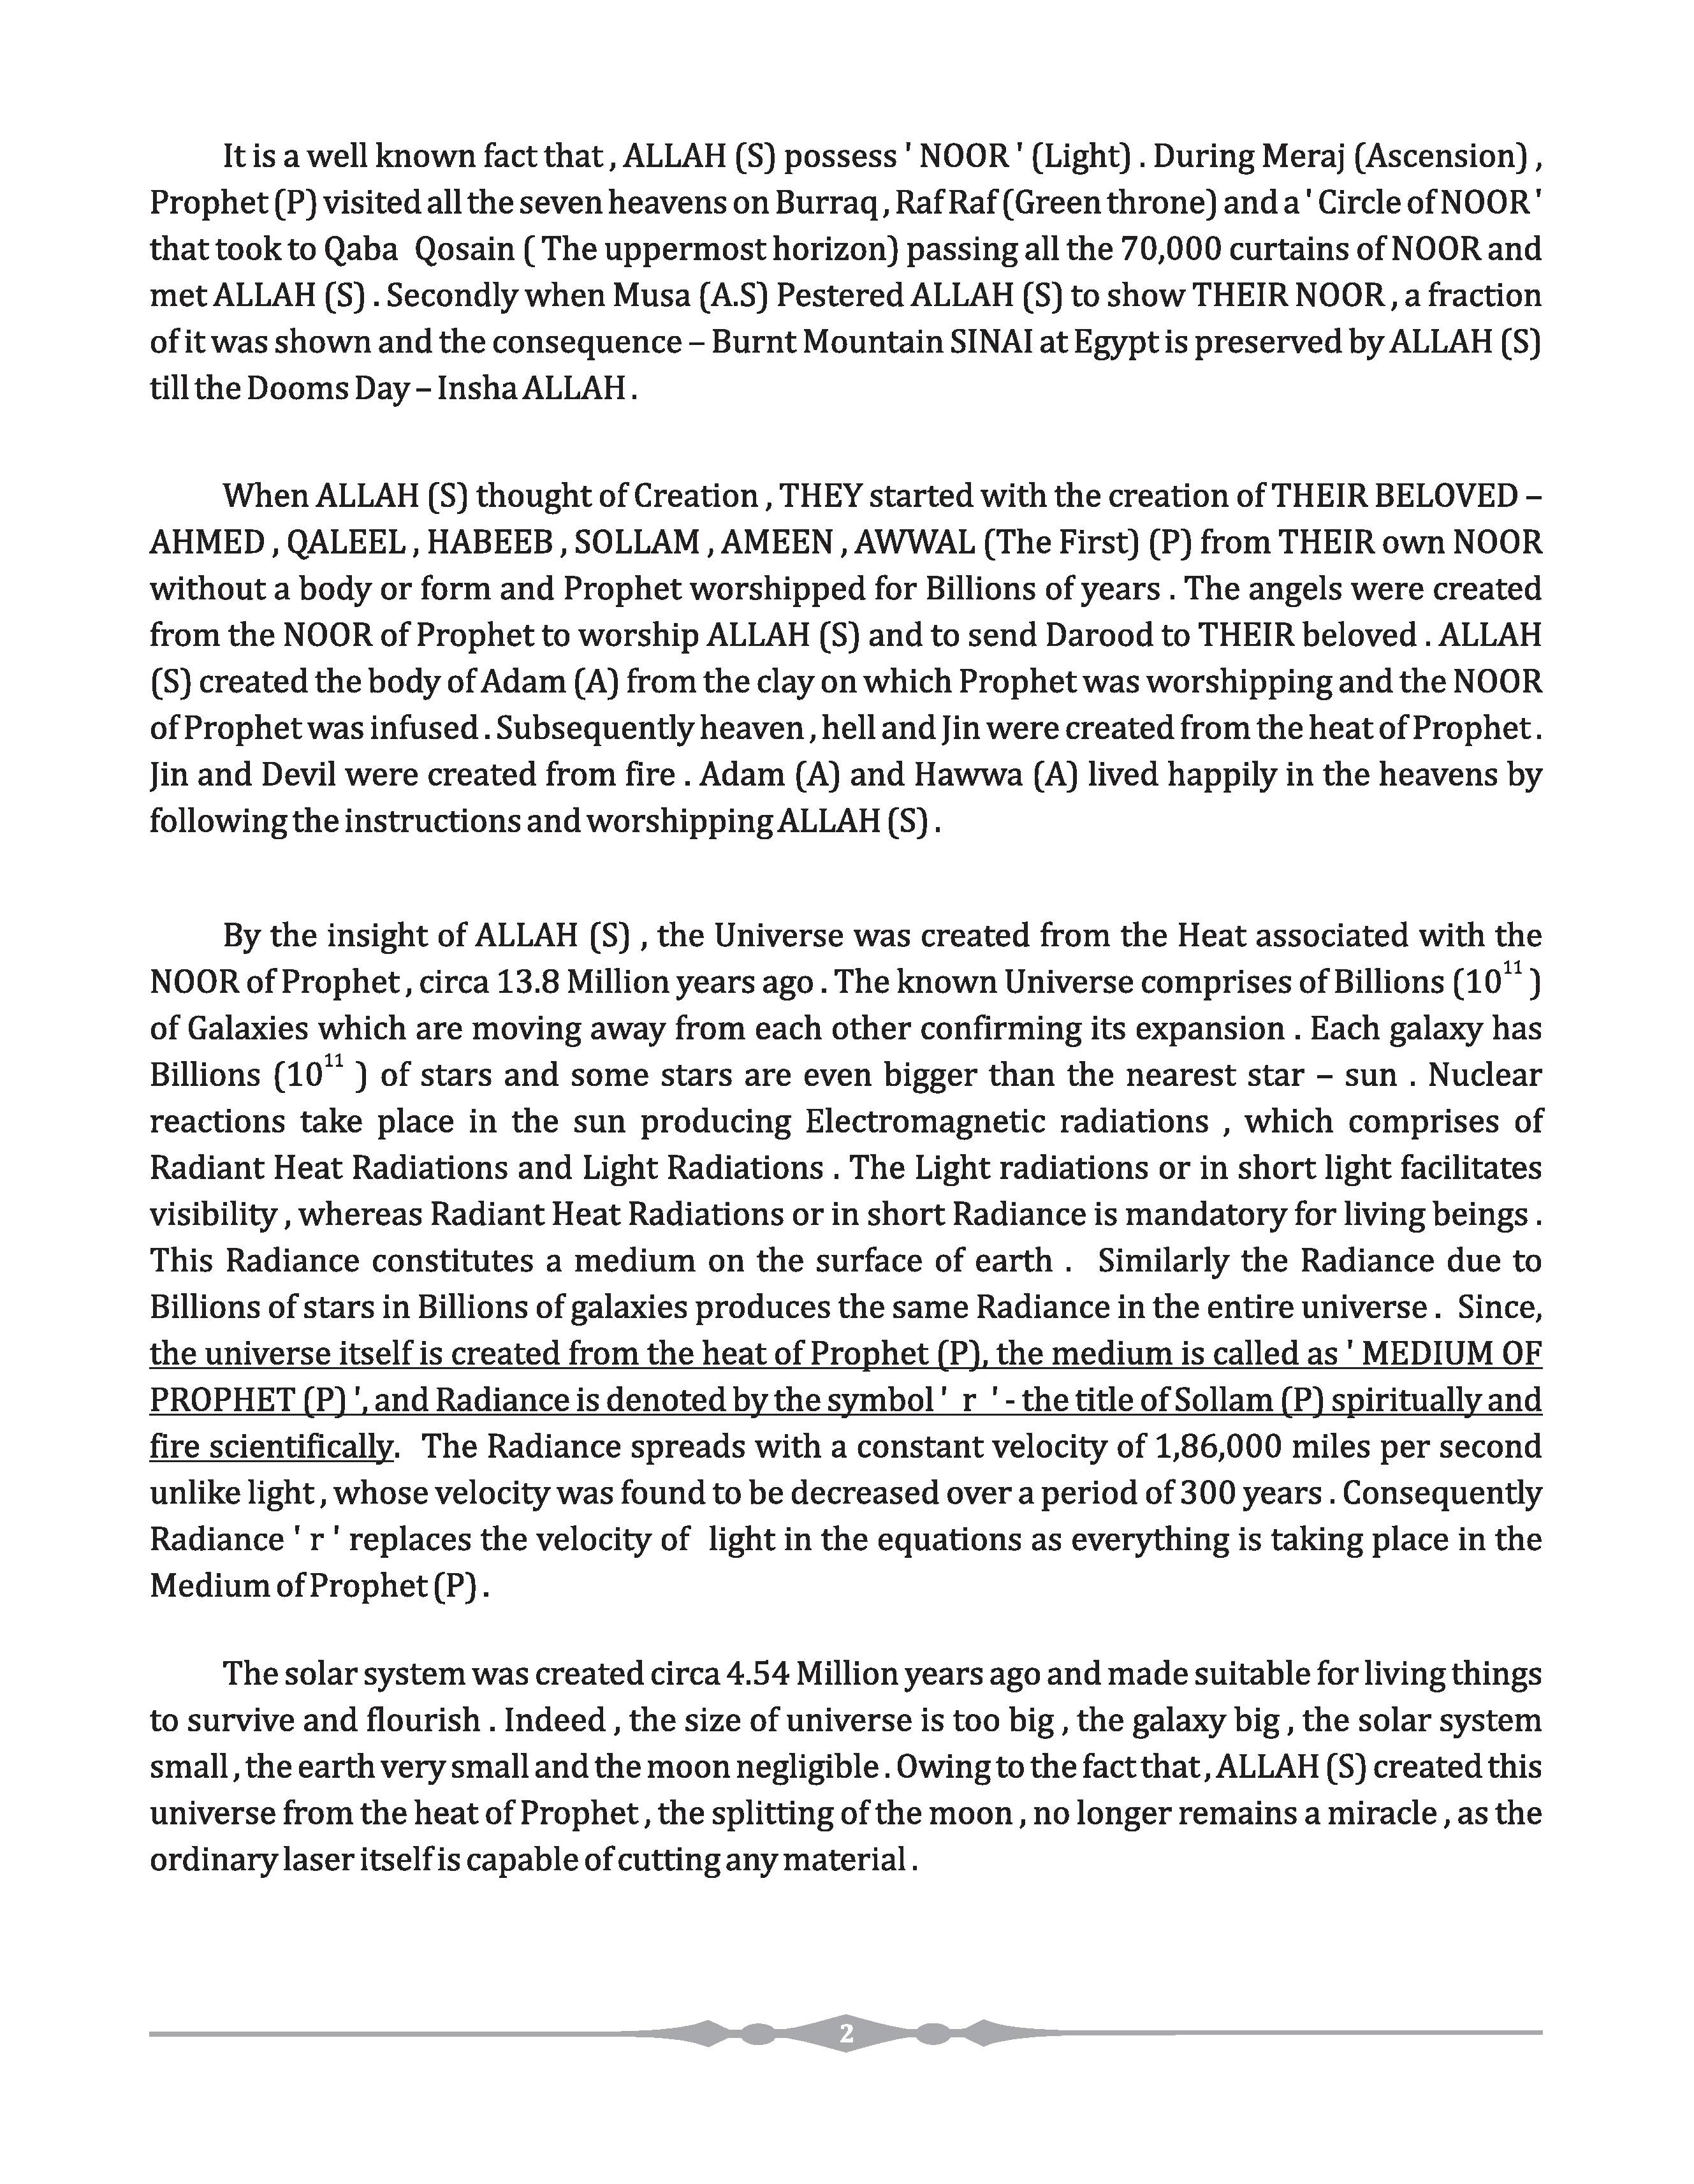 It is a well known fact that , ALLAH (S) possess ' NOOR ' (Light) . During Meraj (Ascension) ,
Prophet (P) visited all the seven heavens on Burraq , Raf Raf (Green throne) and a ' Circle of NOOR '
that took to Qaba Qosain ( The uppermost horizon) passing all the 70,000 curtains of NOOR and
met ALLAH (S) . Secondly when Musa (A.S) Pestered ALLAH (S) to show THEIR NOOR , a fraction
of it was shown and the consequence – Burnt Mountain SINAI at Egypt is preserved by ALLAH (S)
till the Dooms Day – Insha ALLAH .
When ALLAH (S) thought of Creation , THEY started with the creation of THEIR BELOVED –
AHMED , QALEEL , HABEEB , SOLLAM , AMEEN , AWWAL (The First) (P) from THEIR own NOOR
without a body or form and Prophet worshipped for Billions of years . The angels were created
from the NOOR of Prophet to worship ALLAH (S) and to send Darood to THEIR beloved . ALLAH
(S) created the body of Adam (A) from the clay on which Prophet was worshipping and the NOOR
of Prophet was infused . Subsequently heaven , hell and Jin were created from the heat of Prophet .
Jin and Devil were created from fire . Adam (A) and Hawwa (A) lived happily in the heavens by
following the instructions and worshipping ALLAH (S) .
By the insight of ALLAH (S) , the Universe was created from the Heat associated with the
NOOR of Prophet , circa 13.8 Million years ago . The known Universe comprises of Billions (10¹¹ )
of Galaxies which are moving away from each other confirming its expansion . Each galaxy has
Billions (10¹¹ ) of stars and some stars are even bigger than the nearest star – sun . Nuclear
reactions take place in the sun producing Electromagnetic radiations , which comprises of
Radiant Heat Radiations and Light Radiations . The Light radiations or in short light facilitates
visibility , whereas Radiant Heat Radiations or in short Radiance is mandatory for living beings .
This Radiance constitutes a medium on the surface of earth . Similarly the Radiance due to
Billions of stars in Billions of galaxies produces the same Radiance in the entire universe . Since,
the universe itself is created from the heat of Prophet (P), the medium is called as ' MEDIUM OF
PROPHET (P) ', and Radiance is denoted by the symbol ' r ' - the title of Sollam (P) spiritually and
fire scientifically. The Radiance spreads with a constant velocity of 1,86,000 miles per second
unlike light , whose velocity was found to be decreased over a period of 300 years . Consequently
Radiance ' r ' replaces the velocity of light in the equations as everything is taking place in the
Medium of Prophet (P) .
The solar system was created circa 4.54 Million years ago and made suitable for living things
to survive and flourish . Indeed , the size of universe is too big , the galaxy big , the solar system
small , the earth very small and the moon negligible . Owing to the fact that , ALLAH (S) created this
universe from the heat of Prophet , the splitting of the moon , no longer remains a miracle , as the
ordinary laser itself is capable of cutting any material .
2